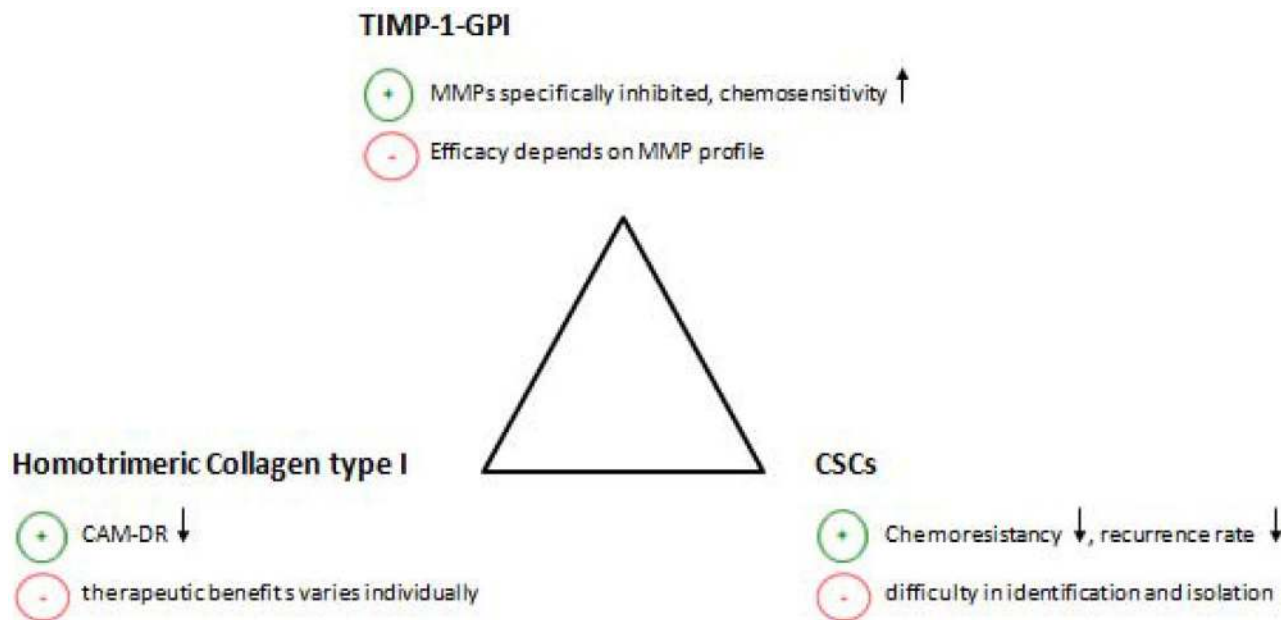 TIMP-1-GPI
+ MMPs specifically inhibited, chemosensitivity ↑
- Efficacy depends on MMP profile
Homotrimeric Collagen type I
+ CAM-DR ↓
- therapeutic benefits varies individually
CSCs
+ Chemoresistancy ↓, recurrence rate ↓
- difficulty in identification and isolation